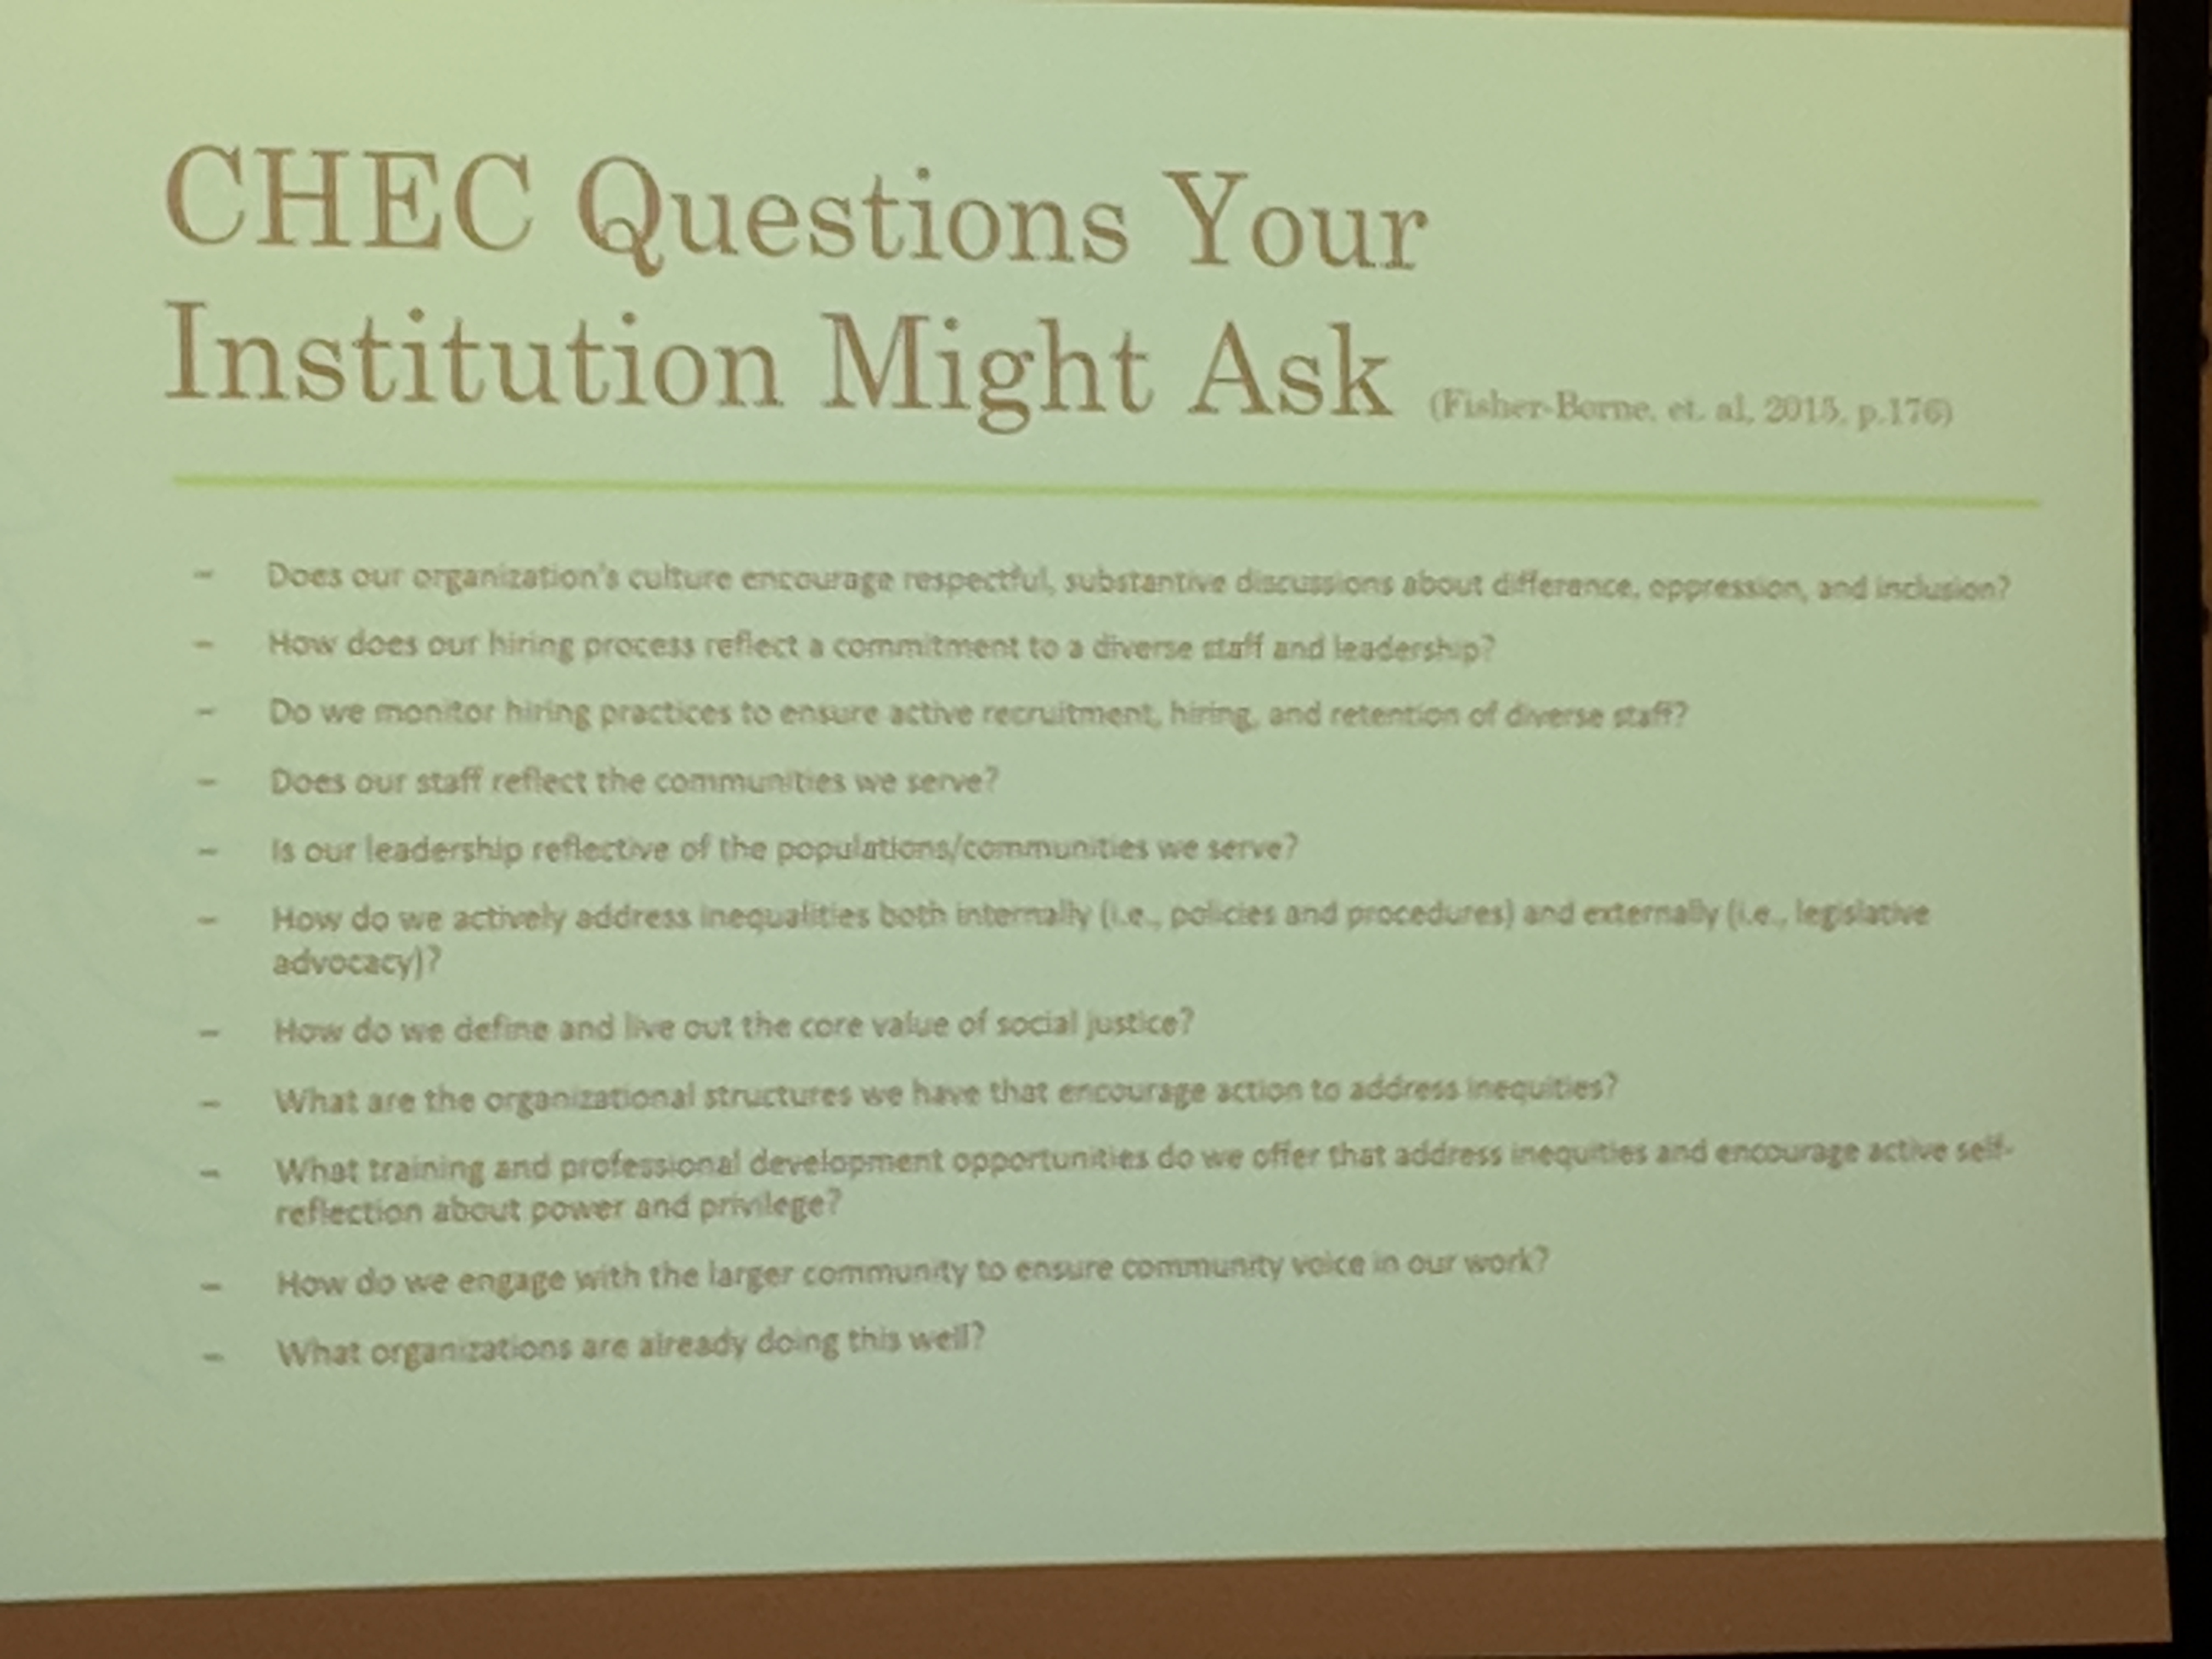 CHEC Questions Your
Institution Might Ask (Fisher-Borne, et. al, 2015, p.176)
– Does our organization's culture encourage respectful, substantive discussions about difference, oppression, and inclusion?
– How does our hiring process reflect a commitment to a diverse staff and leadership?
– Do we monitor hiring practices to ensure active recruitment, hiring, and retention of diverse staff?
– Does our staff reflect the communities we serve?
– Is our leadership reflective of the populations/communities we serve?
– How do we actively address inequalities both internally (i.e., policies and procedures) and externally (i.e., legislative
advocacy)?
– How do we define and live out the core value of social justice?
– What are the organizational structures we have that encourage action to address inequities?
– What training and professional development opportunities do we offer that address inequities and encourage active self-
reflection about power and privilege?
– How do we engage with the larger community to ensure community voice in our work?
– What organizations are already doing this well?